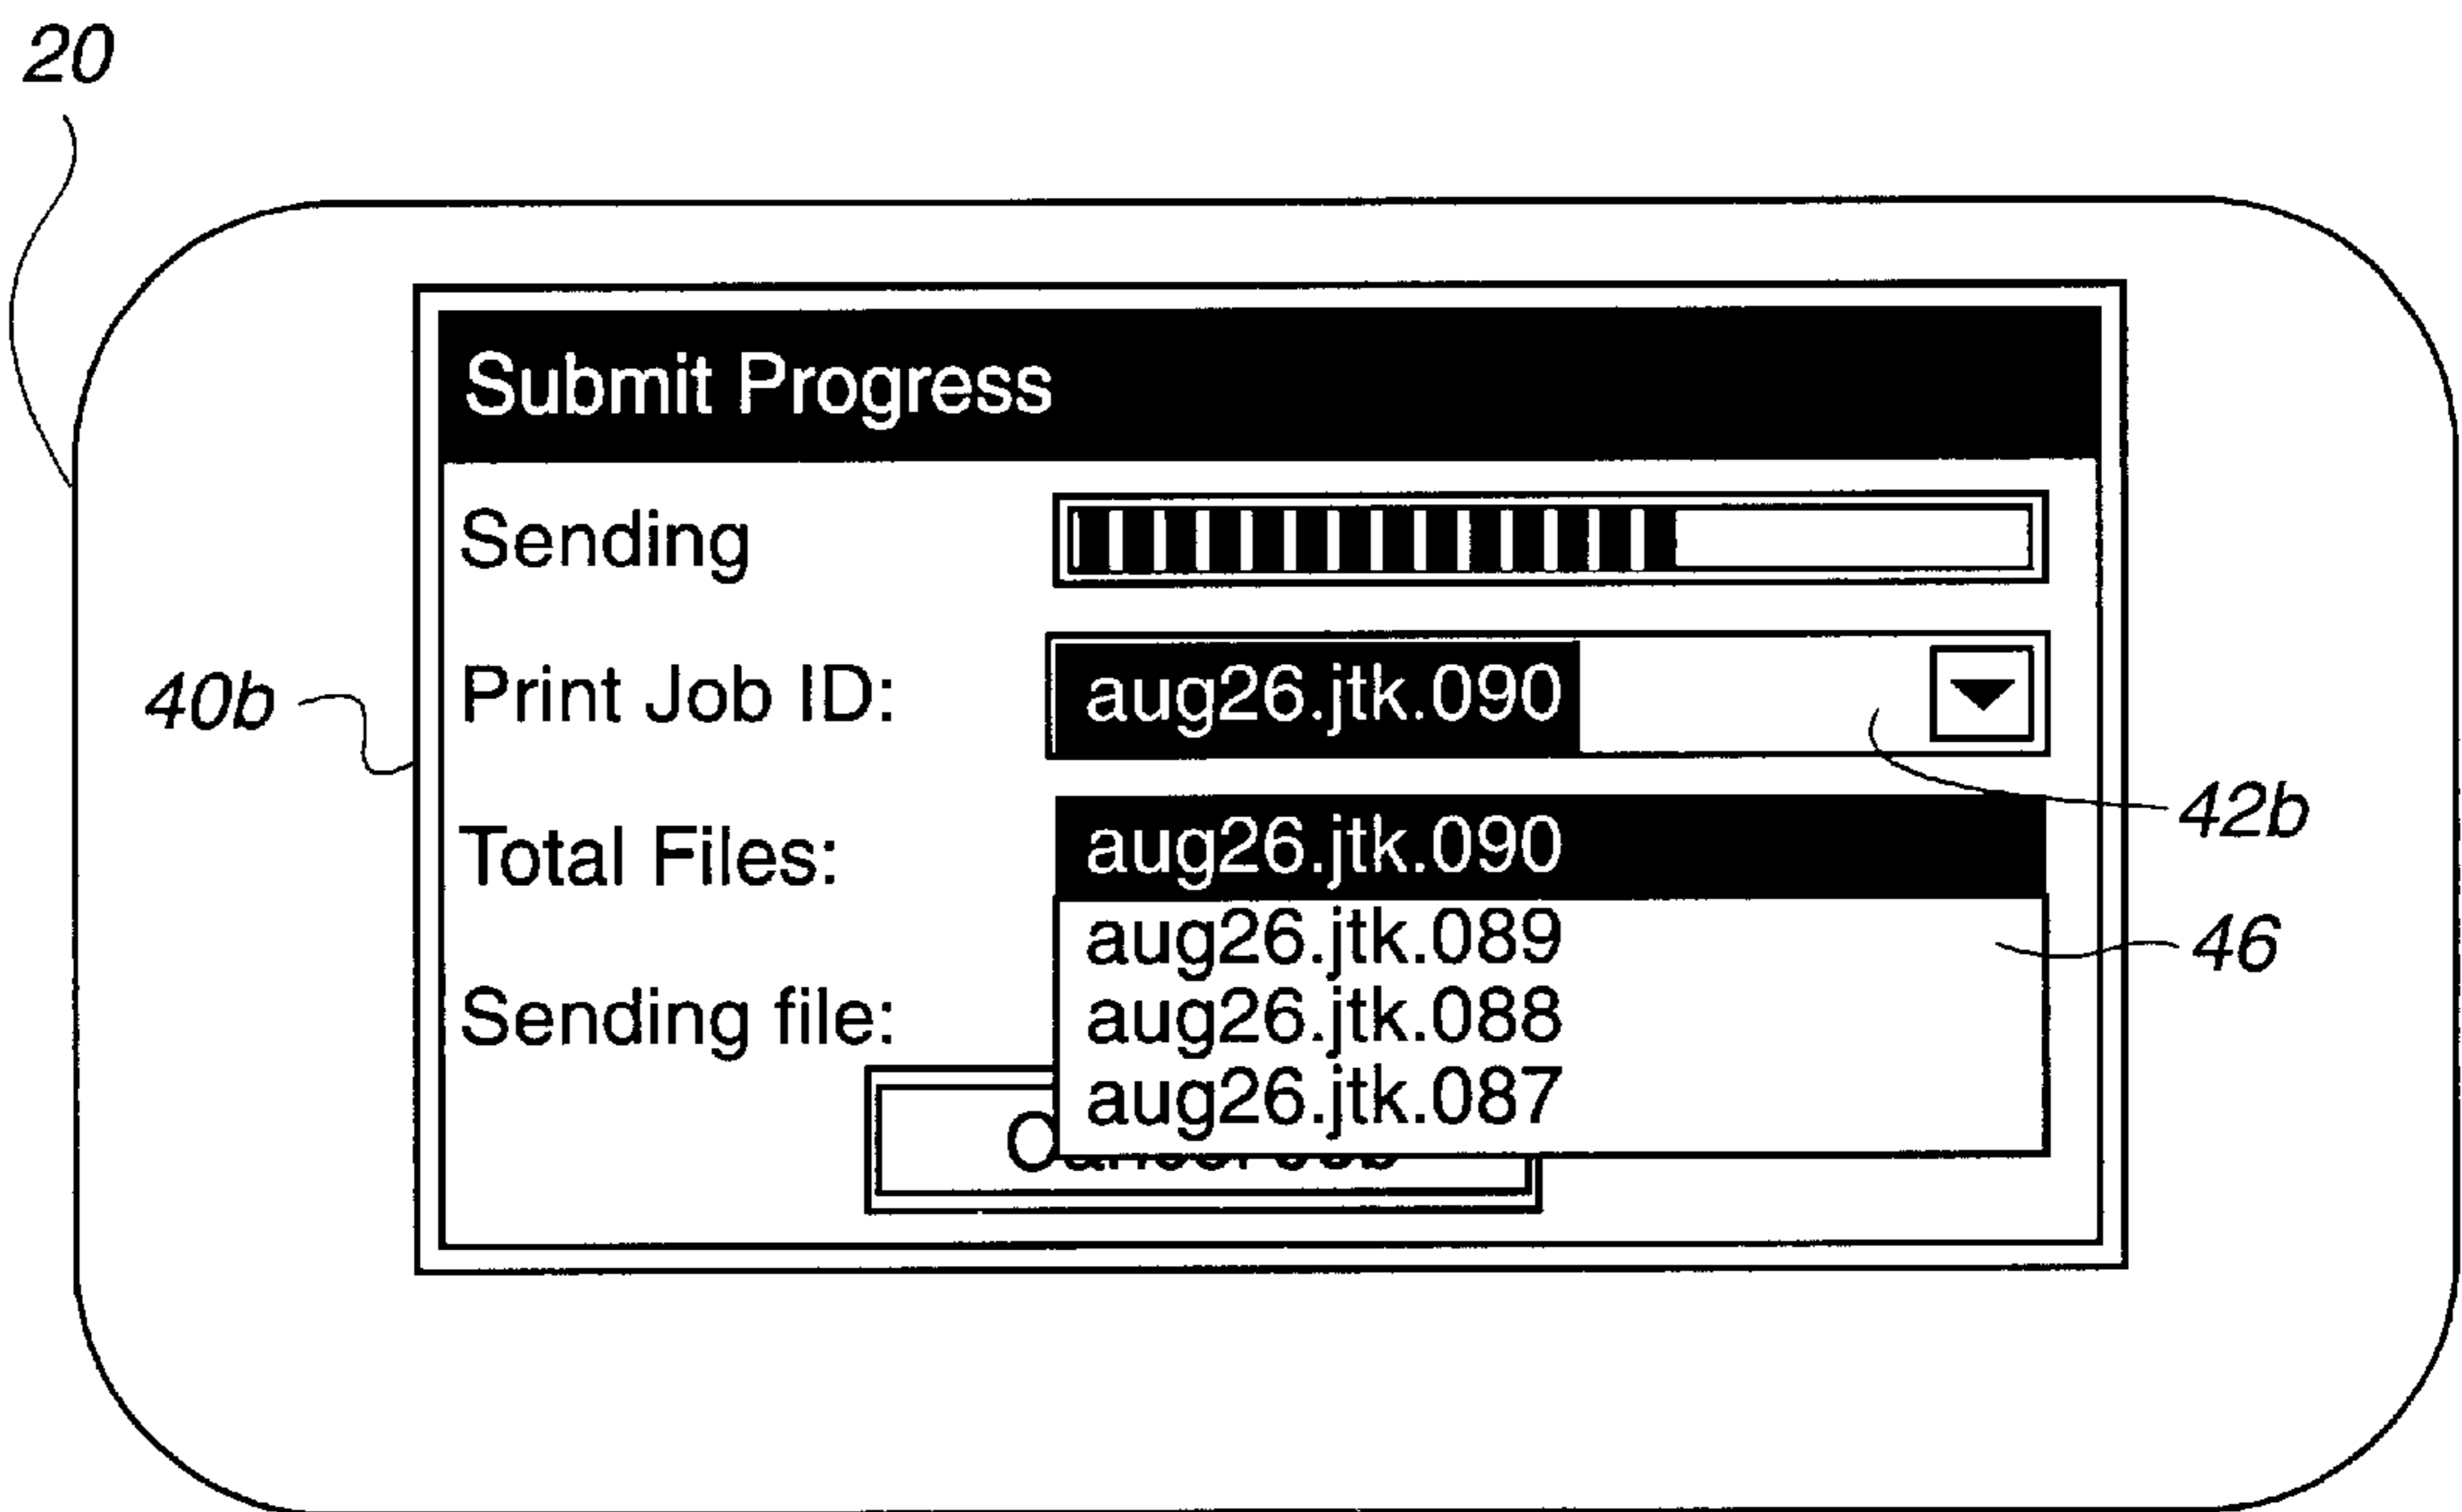 20
Submit Progress
Sending
Print Job ID: aug26.jtk.090
40b
42b
Total Files: aug26.jtk.090
aug26.jtk.089
46
Sending file: aug26.jtk.088
aug26.jtk.087